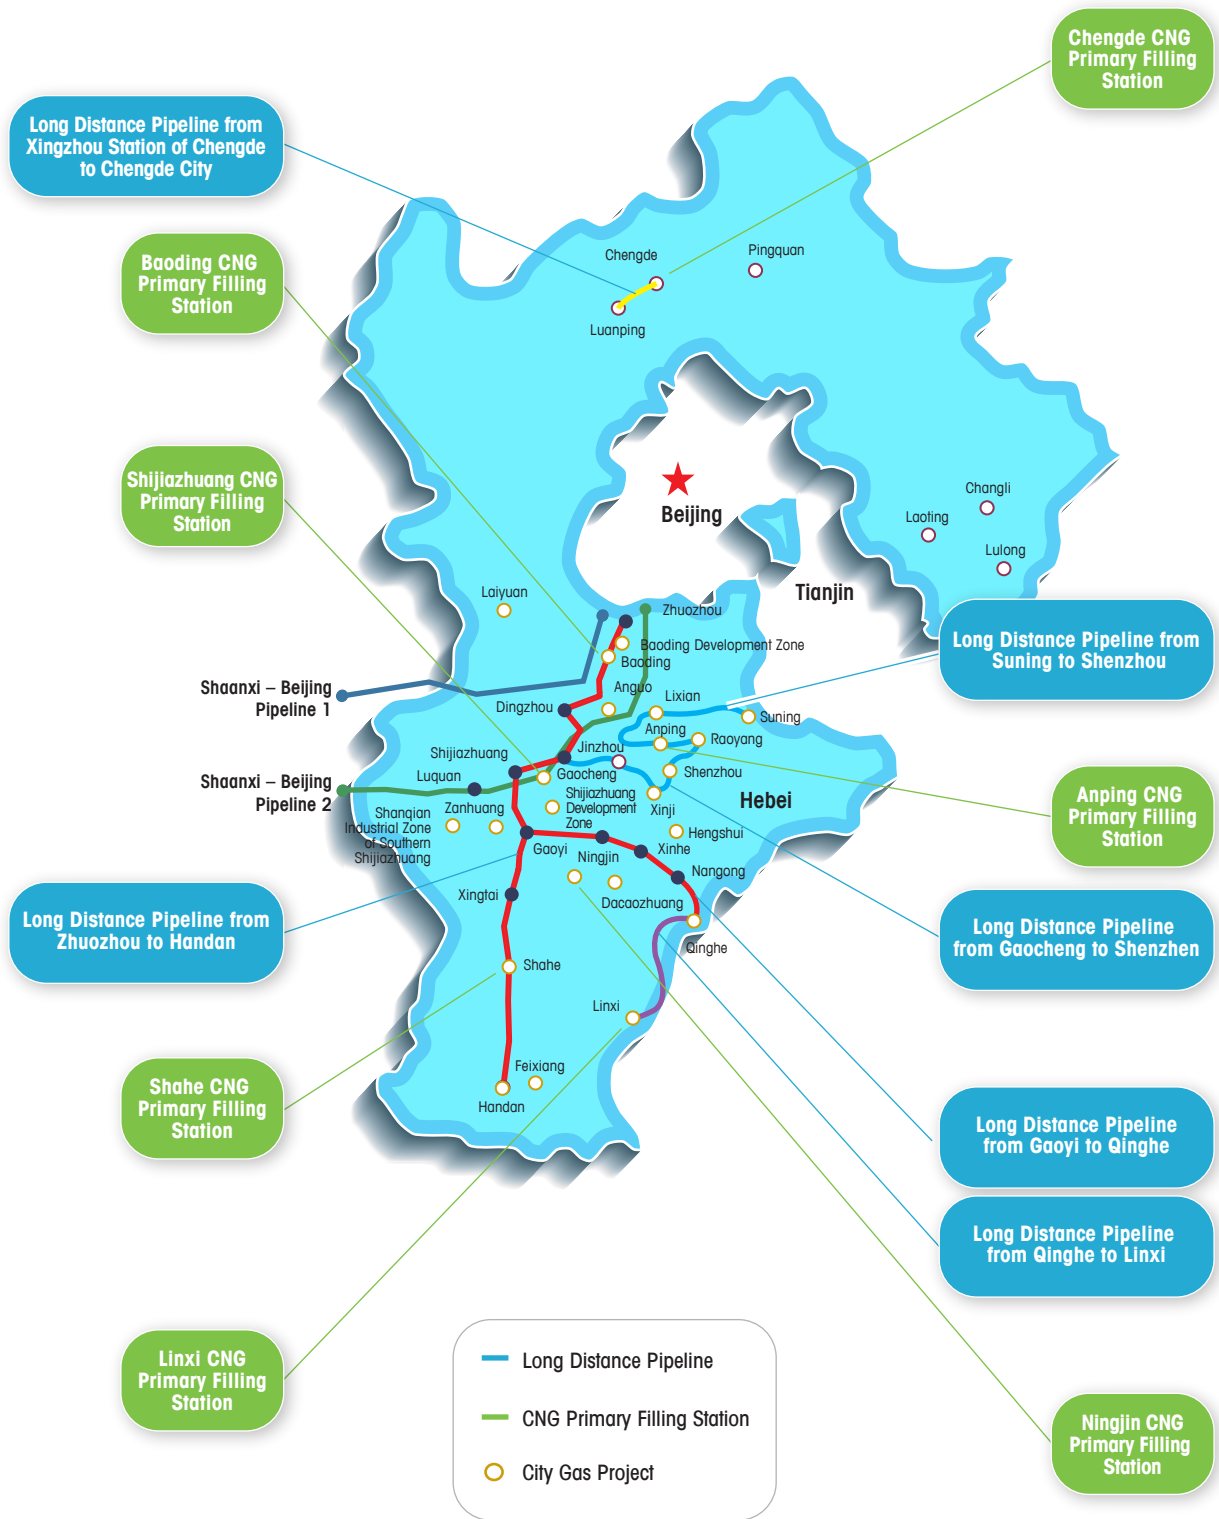 Chengde CNG
Primary Filling
Station
Long Distance Pipeline from
Xingzhou Station of Chengde
to Chengde City
Baoding CNG
Primary Filling
Station
Chengde
Pingquan
Luanping
Shijiazhuang CNG
Primary Filling
Station
Beijing
Changli
Laoting
Lulong
Laiyuan
Tianjin
Zhuozhou
Baoding Development Zone
Baoding
Long Distance Pipeline from
Suning to Shenzhou
Shaanxi – Beijing
Pipeline 1
Anguo
Lixian
Dingzhou
Suning
Anping
Raoyang
Jinzhou
Shijiazhuang
Shaanxi – Beijing
Pipeline 2
Luquan
Gaocheng
Shenzhou
Shijiazhuang
Development
Zone
Xinji
Hebei
Anping CNG
Primary Filling
Station
Zanhuang
Shanqian
Industrial Zone
of Southern
Shijiazhuang
Hengshui
Gaoyi
Xinhe
Ningjin
Nangong
Xingtai
Dacaozhuang
Long Distance Pipeline from
Zhuozhou to Handan
Long Distance Pipeline
from Gaocheng to Shenzhen
Qinghe
Shahe
Linxi
Shahe CNG
Primary Filling
Station
Feixiang
Handan
Long Distance Pipeline
from Gaoyi to Qinghe
Long Distance Pipeline
from Qinghe to Linxi
Linxi CNG
Primary Filling
Station
Long Distance Pipeline
CNG Primary Filling Station
City Gas Project
Ningjin CNG
Primary Filling
Station